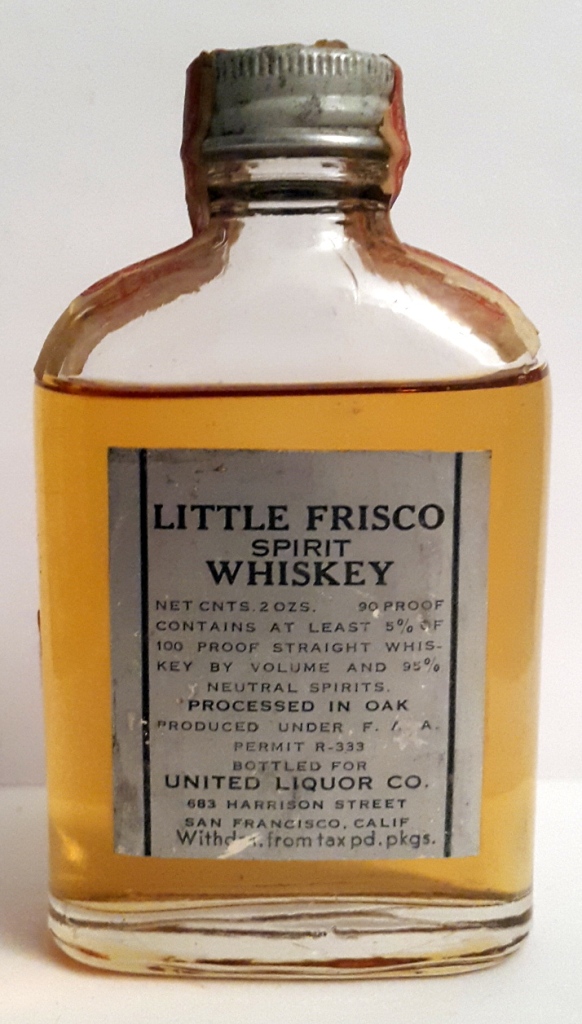 LITTLE FRISCO
SPIRIT
WHISKEY
NET CNTS. 2 OZS. 90 PROOF
CONTAINS AT LEAST 5% OF
100 PROOF STRAIGHT WHIS-
KEY BY VOLUME AND 95%
NEUTRAL SPIRITS.
PROCESSED IN OAK
PRODUCED UNDER F. A. A.
PERMIT R-333
BOTTLED FOR
UNITED LIQUOR CO.
683 HARRISON STREET
SAN FRANCISCO, CALIF
from tax pd. pkgs.